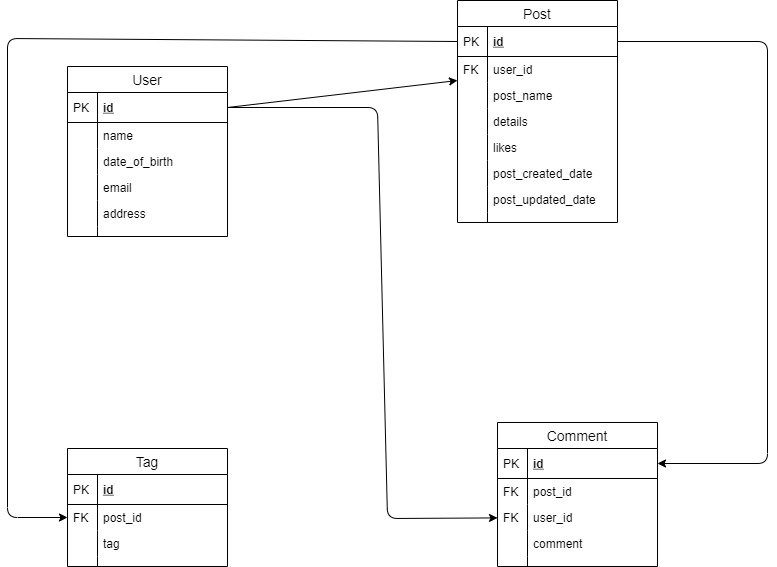 Post
PK id
FK user_id
post_name
details
likes
post_created_date
post_updated_date
User
PK id
name
date_of_birth
email
address
Tag
PK id
FK post_id
tag
Comment
PK id
FK post_id
FK user_id
comment